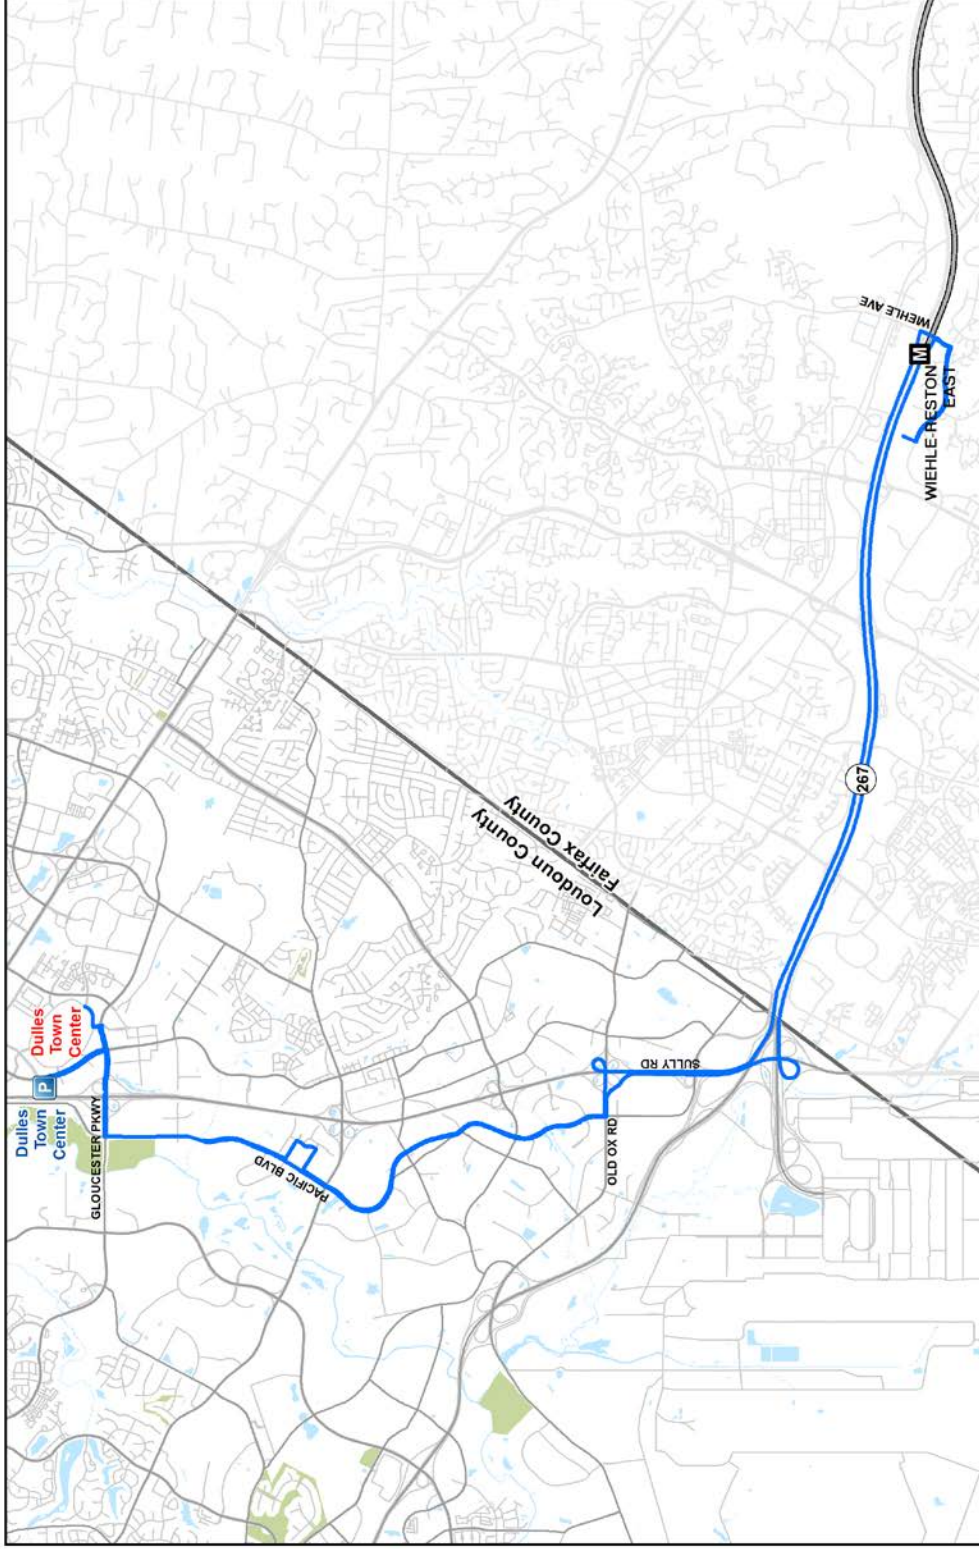 Dulles
Town
Center
P
Dulles
Town
Center
GLOUCESTER PKWY
PACIFIC BLVD
OLD OX RD
SULLY RD
Loudoun County
Fairfax County
267
WIEHLE AVE
M
WIEHLE-RESTON
EAST